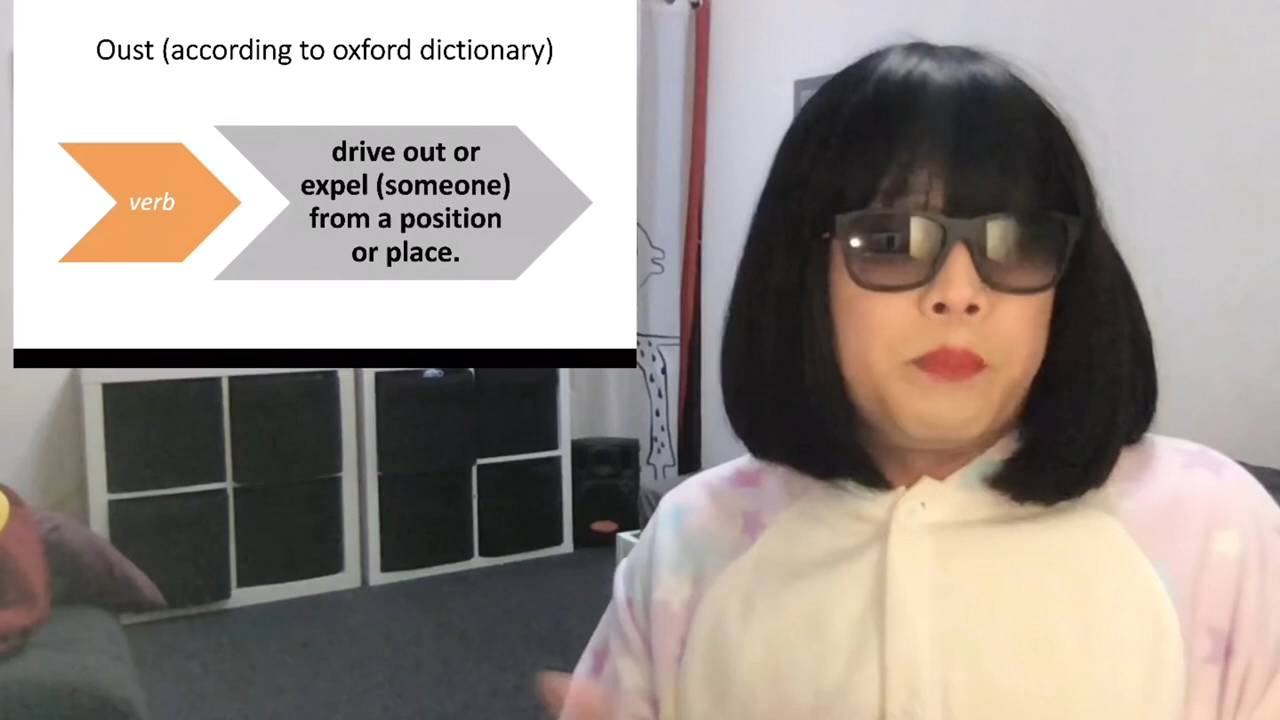 Oust (according to oxford dictionary)
verb
drive out or
expel (someone)
from a position
or place.